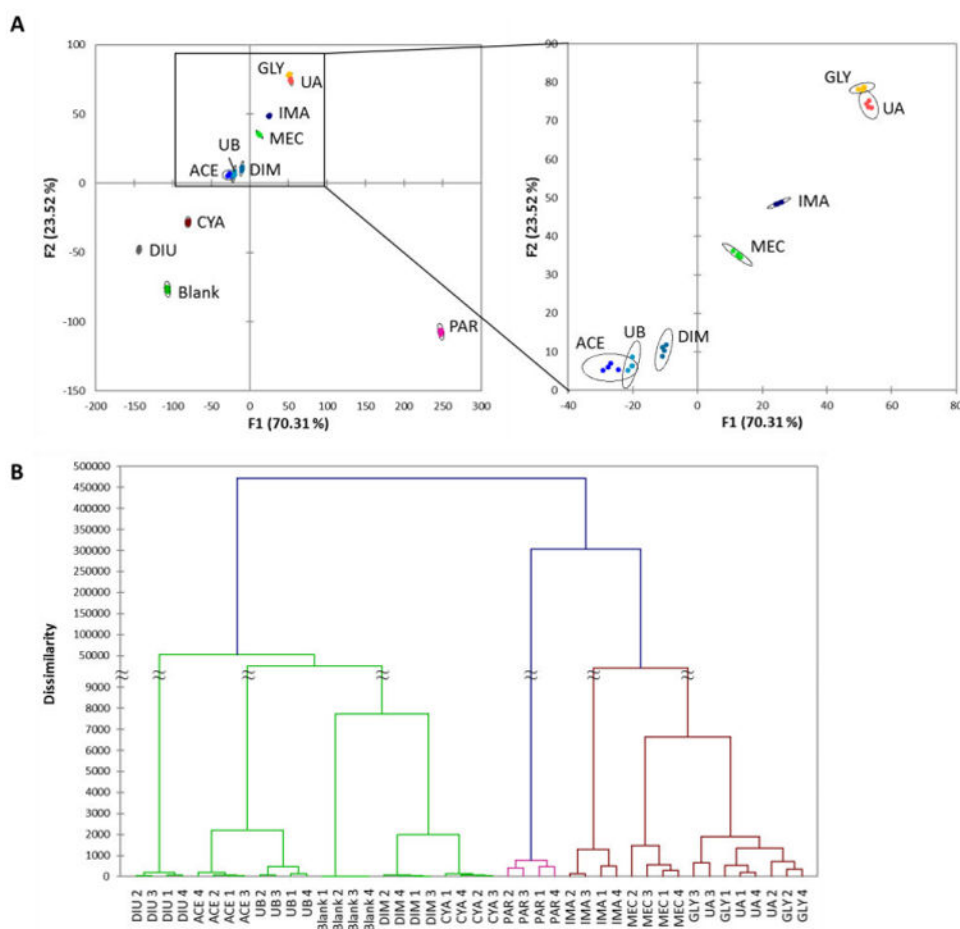 A
100
50
0
-50
-100
-150
-200 -150 -100 -50 0 50 100 150 200 250 300
F2 (23.52 %)
F1 (70.31 %)
GLY
UA
IMA
MEC
UB
ACE
DIM
CYA
DIU
Blank
PAR
90
80
70
60
50
40
30
20
10
0
-40 -20 0 20 40 60 80
F2 (23.52 %)
F1 (70.31 %)
GLY
UA
IMA
MEC
ACE
UB
DIM
B
500000
450000
400000
350000
300000
250000
200000
150000
100000
50000
9000
8000
7000
6000
5000
4000
3000
2000
1000
0
Dissimilarity
DIU 2
DIU 3
DIU 1
DIU 4
ACE 4
ACE 2
ACE 1
ACE 3
UB 2
UB 3
UB 1
UB 4
Blank 1
Blank 2
Blank 3
Blank 4
DIM 2
DIM 4
DIM 1
DIM 3
CYA 1
CYA 4
CYA 2
CYA 3
PAR 2
PAR 3
PAR 1
PAR 4
IMA 2
IMA 3
IMA 1
IMA 4
MEC 2
MEC 3
MEC 1
MEC 4
GLY 3
UA 3
GLY 1
UA 1
UA 4
UA 2
GLY 2
GLY 4